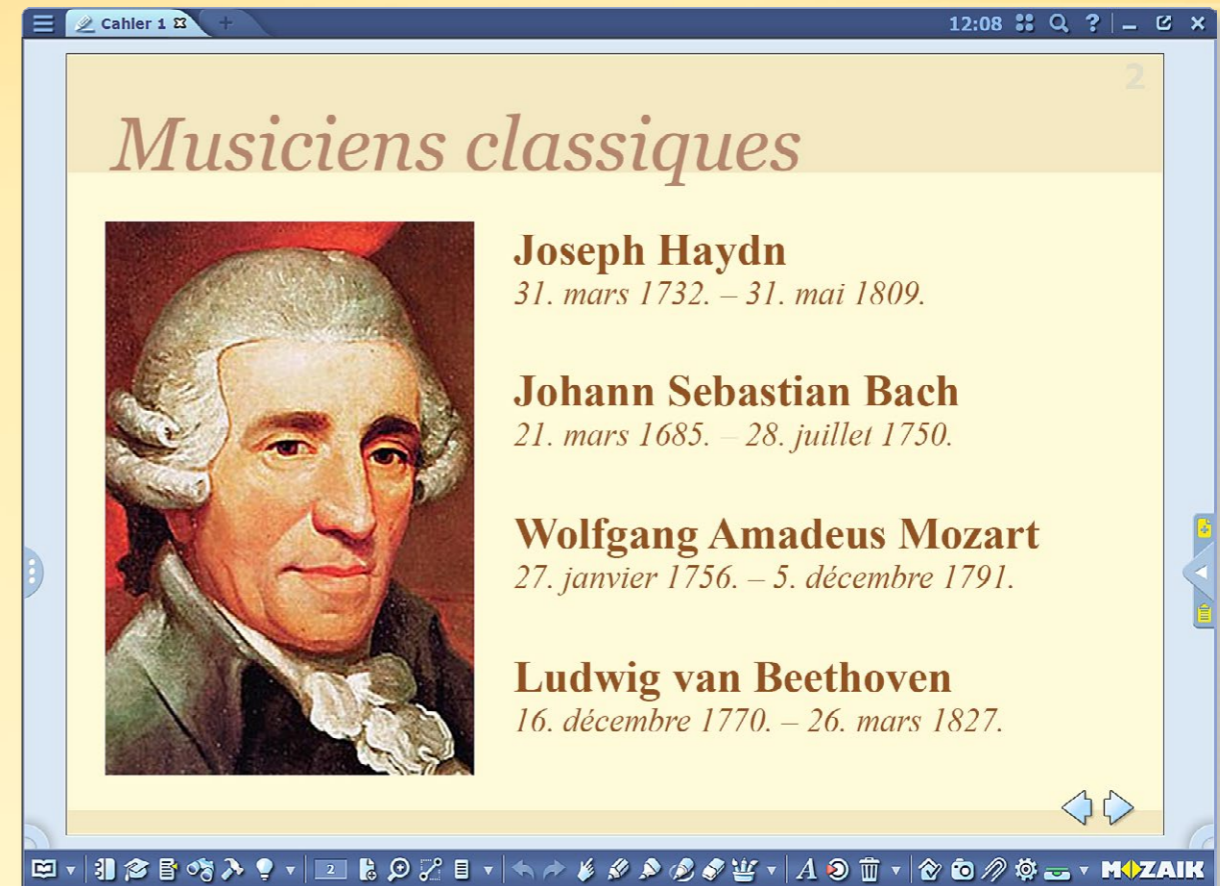 Cahler 1
12:08
2
Musiciens classiques
Joseph Haydn
31. mars 1732. – 31. mai 1809.
Johann Sebastian Bach
21. mars 1685. – 28. juillet 1750.
Wolfgang Amadeus Mozart
27. janvier 1756. – 5. décembre 1791.
Ludwig van Beethoven
16. décembre 1770. – 26. mars 1827.
2
MOZAIK